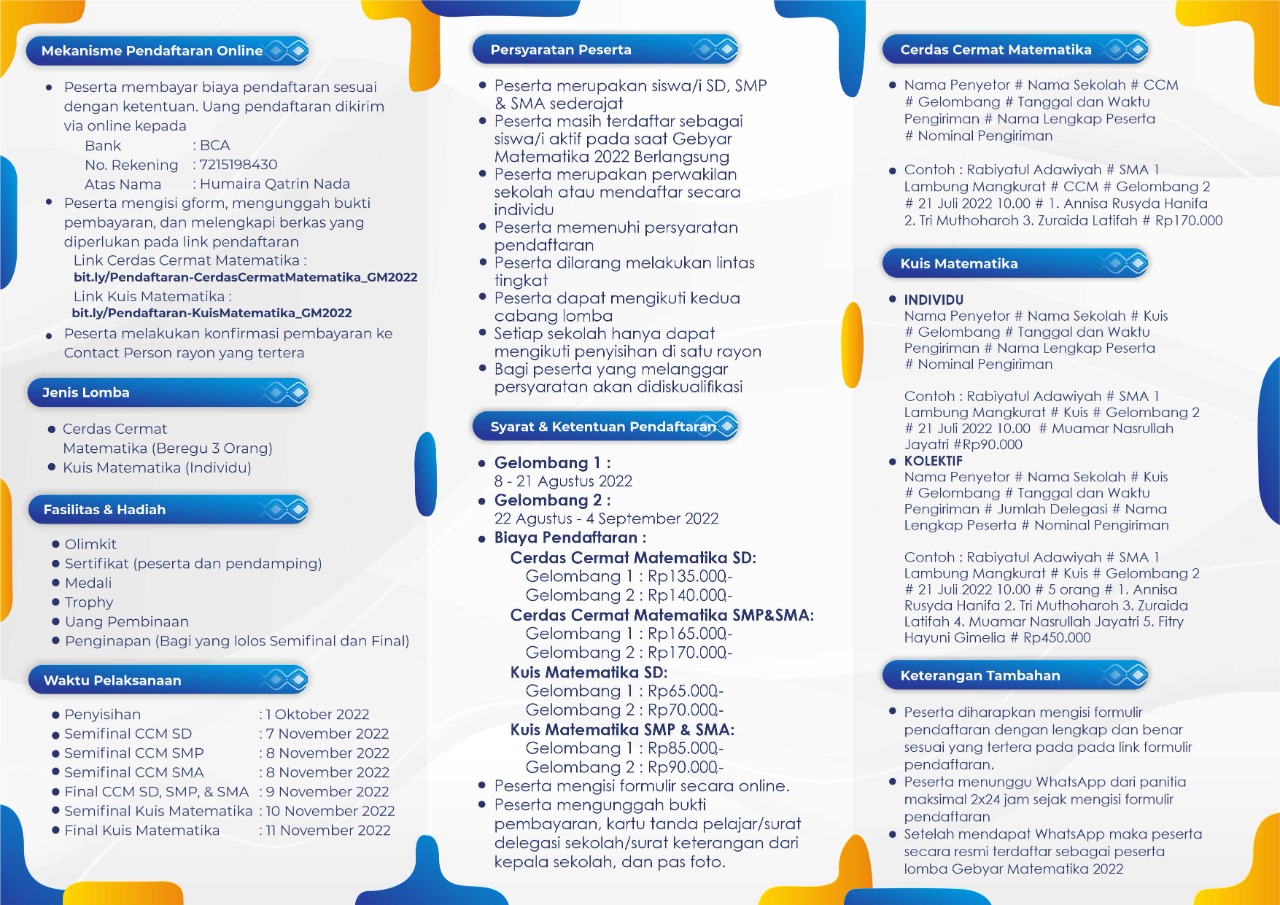 Mekanisme Pendaftaran Online
Peserta membayar biaya pendaftaran sesuai
dengan ketentuan. Uang pendaftaran dikirim
via online kepada
Bank : BCA
No. Rekening : 7215198430
Atas Nama : Humaira Qatrin Nada
Peserta mengisi gform, mengunggah bukti
pembayaran, dan melengkapi berkas yang
diperlukan pada link pendaftaran
Link Cerdas Cermat Matematika :
bit.ly/Pendaftaran-CerdasCermatMatematika_GM2022
Link Kuis Matematika :
bit.ly/Pendaftaran-KuisMatematika_GM2022
Peserta melakukan konfirmasi pembayaran ke
Contact Person rayon yang tertera
Jenis Lomba
Cerdas Cermat
Matematika (Beregu 3 Orang)
Kuis Matematika (Individu)
Fasilitas & Hadiah
Olimkit
Sertifikat (peserta dan pendamping)
Medali
Trophy
Uang Pembinaan
Penginapan (Bagi yang lolos Semifinal dan Final)
Waktu Pelaksanaan
Penyisihan : 1 Oktober 2022
Semifinal CCM SD : 7 November 2022
Semifinal CCM SMP : 8 November 2022
Semifinal CCM SMA : 8 November 2022
Final CCM SD, SMP, & SMA : 9 November 2022
Semifinal Kuis Matematika : 10 November 2022
Final Kuis Matematika : 11 November 2022
Persyaratan Peserta
Peserta merupakan siswa/i SD, SMP
& SMA sederajat
Peserta masih terdaftar sebagai
siswa/i aktif pada saat Gebyar
Matematika 2022 Berlangsung
Peserta merupakan perwakilan
sekolah atau mendaftar secara
individu
Peserta memenuhi persyaratan
pendaftaran
Peserta dilarang melakukan lintas
tingkat
Peserta dapat mengikuti kedua
cabang lomba
Setiap sekolah hanya dapat
mengikuti penyisihan di satu rayon
Bagi peserta yang melanggar
persyaratan akan didiskualifikasi
Syarat & Ketentuan Pendaftaran
Gelombang 1 :
8 - 21 Agustus 2022
Gelombang 2 :
22 Agustus - 4 September 2022
Biaya Pendaftaran :
Cerdas Cermat Matematika SD:
Gelombang 1 : Rp135.000,-
Gelombang 2 : Rp140.000,-
Cerdas Cermat Matematika SMP&SMA:
Gelombang 1 : Rp165.000,-
Gelombang 2 : Rp170.000,-
Kuis Matematika SD:
Gelombang 1 : Rp65.000,-
Gelombang 2 : Rp70.000,-
Kuis Matematika SMP & SMA:
Gelombang 1 : Rp85.000,-
Gelombang 2 : Rp90.000,-
Peserta mengisi formulir secara online.
Peserta mengunggah bukti
pembayaran, kartu tanda pelajar/surat
delegasi sekolah/surat keterangan dari
kepala sekolah, dan pas foto.
Cerdas Cermat Matematika
Nama Penyetor # Nama Sekolah # CCM
# Gelombang # Tanggal dan Waktu
Pengiriman # Nama Lengkap Peserta
# Nominal Pengiriman
Contoh : Rabiyatul Adawiyah # SMA 1
Lambung Mangkurat # CCM # Gelombang 2
# 21 Juli 2022 10.00 # 1. Annisa Rusyda Hanifa
2. Tri Muthoharoh 3. Zuraida Latifah # Rp170.000
Kuis Matematika
INDIVIDU
Nama Penyetor # Nama Sekolah # Kuis
# Gelombang # Tanggal dan Waktu
Pengiriman # Nama Lengkap Peserta
# Nominal Pengiriman
Contoh : Rabiyatul Adawiyah # SMA 1
Lambung Mangkurat # Kuis # Gelombang 2
# 21 Juli 2022 10.00 # Muamar Nasrullah
Jayatri #Rp90.000
KOLEKTIF
Nama Penyetor # Nama Sekolah # Kuis
# Gelombang # Tanggal dan Waktu
Pengiriman # Jumlah Delegasi # Nama
Lengkap Peserta # Nominal Pengiriman
Contoh : Rabiyatul Adawiyah # SMA 1
Lambung Mangkurat # Kuis # Gelombang 2
# 21 Juli 2022 10.00 # 5 orang # 1. Annisa
Rusyda Hanifa 2. Tri Muthoharoh 3. Zuraida
Latifah 4. Muamar Nasrullah Jayatri 5. Fitry
Hayuni Gimelia # Rp450.000
Keterangan Tambahan
Peserta diharapkan mengisi formulir
pendaftaran dengan lengkap dan benar
sesuai yang tertera pada pada link formulir
pendaftaran.
Peserta menunggu WhatsApp dari panitia
maksimal 2x24 jam sejak mengisi formulir
pendaftaran
Setelah mendapat WhatsApp maka peserta
secara resmi terdaftar sebagai peserta
lomba Gebyar Matematika 2022